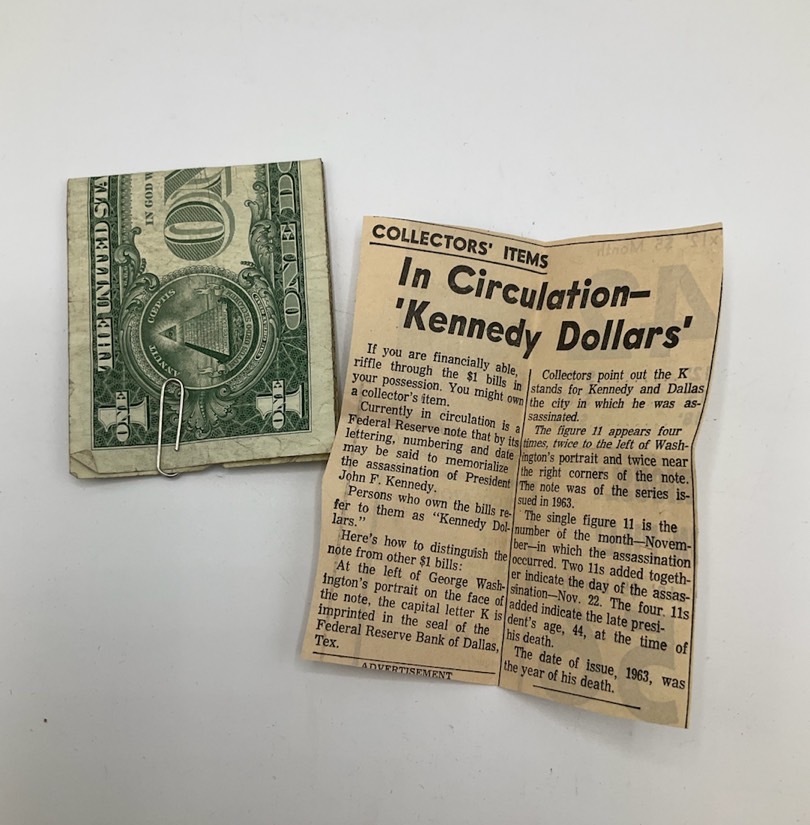 THE UNITED STA
IN GOD W
ON
ONE D
ANNUIT COEPTIS
1
ONE
1
ONE
COLLECTORS' ITEMS
In Circulation—
'Kennedy Dollars'
If you are financially able,
riffle through the $1 bills in
your possession. You might own
a collector's item.
Currently in circulation is a
Federal Reserve note that by its
lettering, numbering and date
may be said to memorialize
the assassination of President
John F. Kennedy.
Persons who own the bills re-
fer to them as "Kennedy Dol-
lars."
Here's how to distinguish the
note from other $1 bills:
At the left of George Wash-
ington's portrait on the face of
the note, the capital letter K is
imprinted in the seal of the
Federal Reserve Bank of Dallas,
Tex.
ADVERTISEMENT
Collectors point out the K
stands for Kennedy and Dallas
the city in which he was as-
sassinated.
The figure 11 appears four
times, twice to the left of Wash-
ington's portrait and twice near
the right corners of the note.
The note was of the series is-
sued in 1963.
The single figure 11 is the
number of the month—Novem-
ber—in which the assassination
occurred. Two 11s added togeth-
er indicate the day of the assas-
sination—Nov. 22. The four 11s
added indicate the late presi-
dent's age, 44, at the time of
his death.
The date of issue, 1963, was
the year of his death.